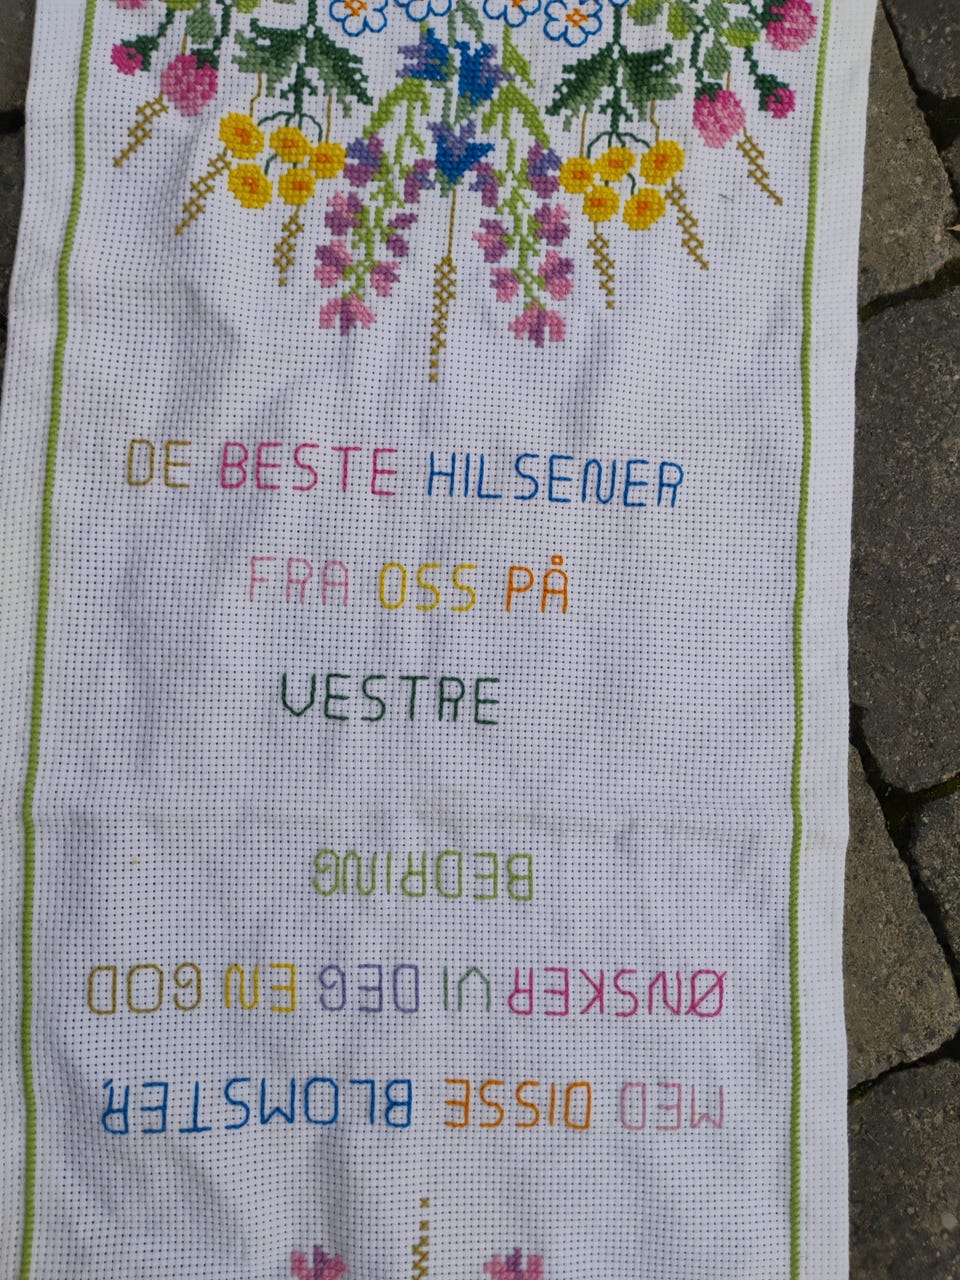 DE BESTE HILSENER
FRA OSS PÅ
VESTRE
MED DISSE BLOMSTER,
ØNSKER VI DEG EN GOD
BEDRING